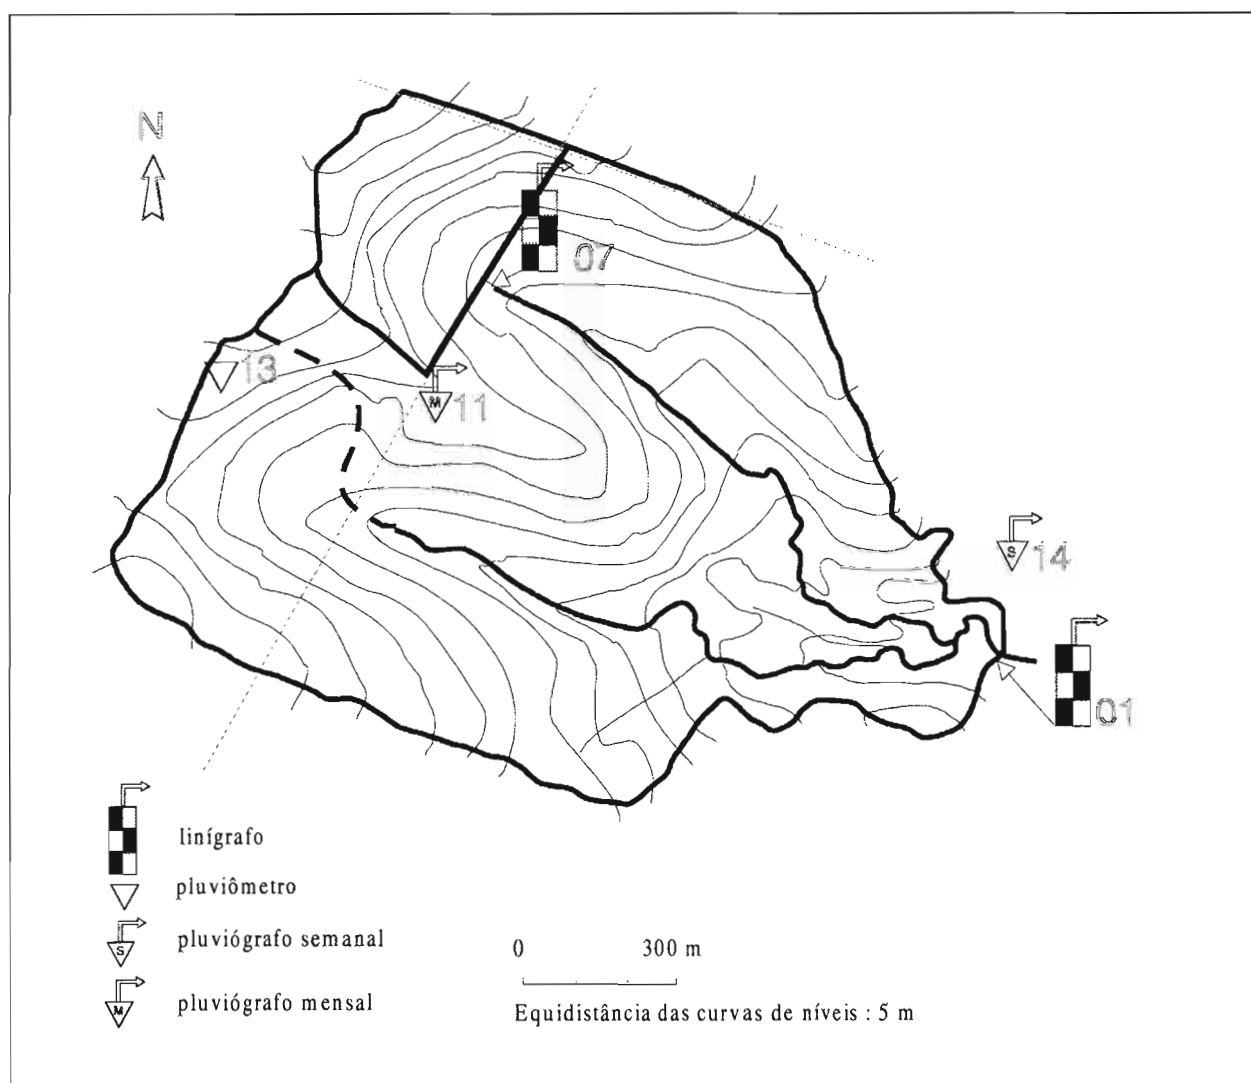 N
07
13
M 11
S 14
01
linígrafo
pluviômetro
S pluviógrafo semanal
M pluviógrafo mensal
0 300 m
Equidistância das curvas de níveis : 5 m